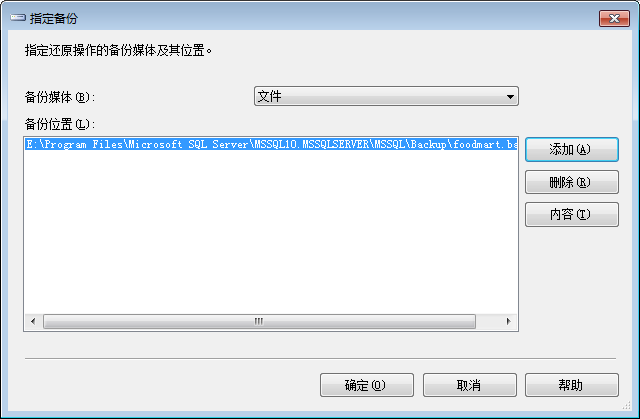 指定备份
指定还原操作的备份媒体及其位置。
备份媒体(B):
文件
备份位置(L):
E:\Program Files\Microsoft SQL Server\MSSQL10.MSSQLSERVER\MSSQL\Backup\foodmart.ba
添加(A)
删除(R)
内容(T)
确定(O)
取消
帮助